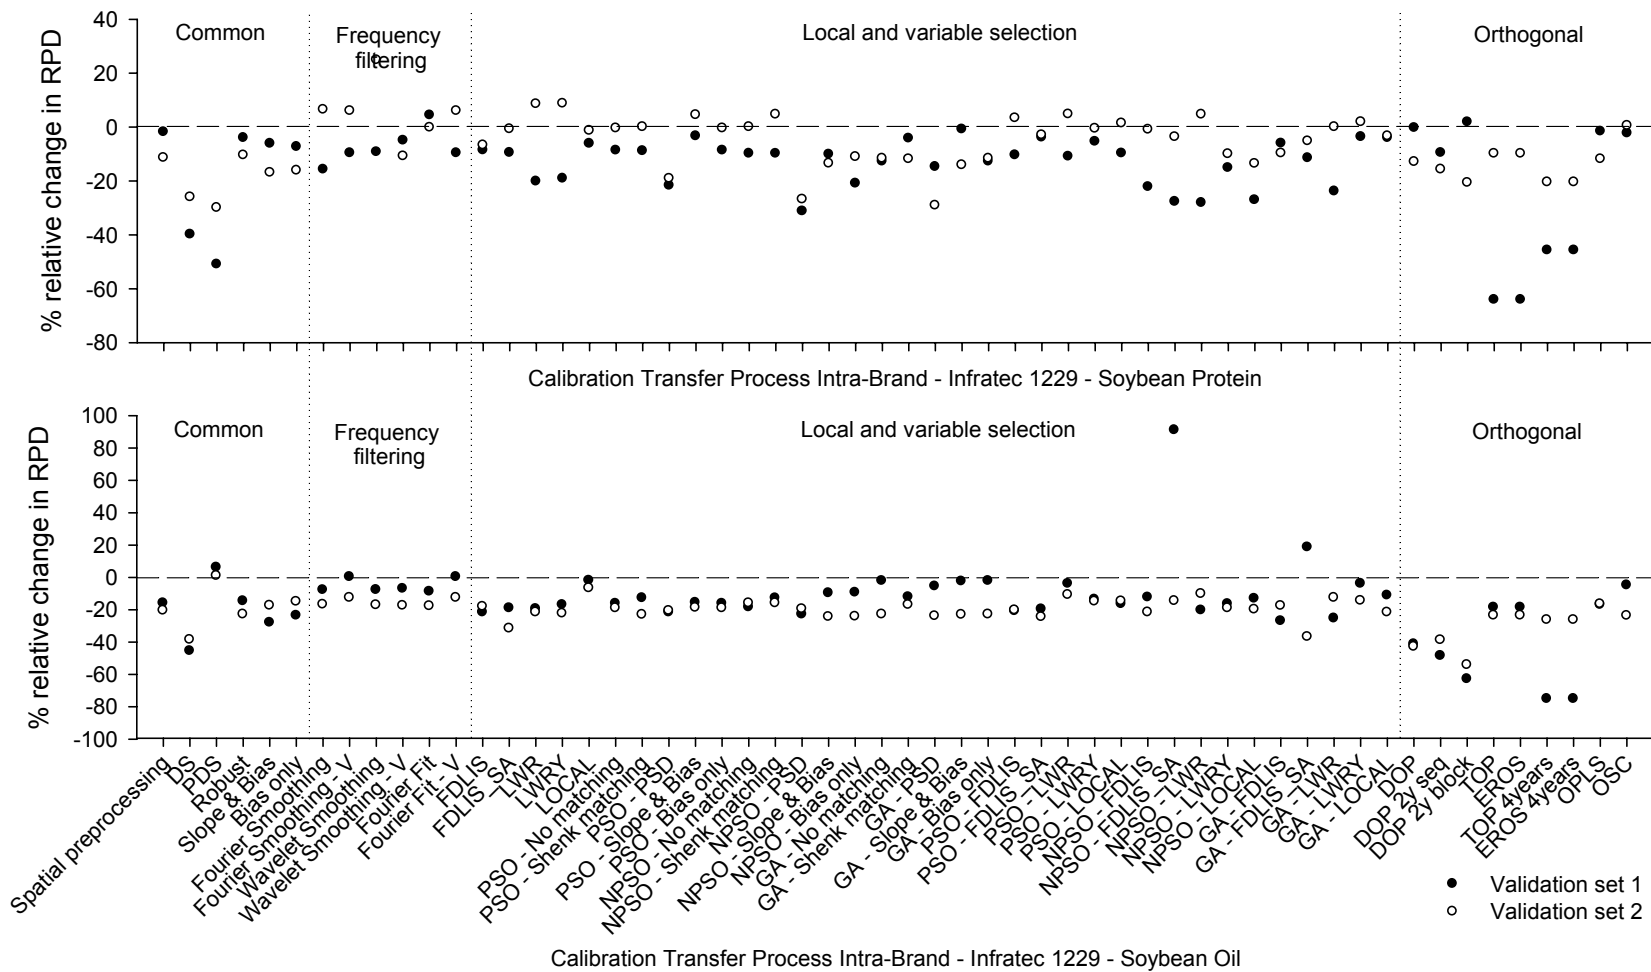 40
20
0
-20
-40
-60
-80
% relative change in RPD
Common
Frequency
filtering
Local and variable selection
Orthogonal
Calibration Transfer Process Intra-Brand - Infratec 1229 - Soybean Protein
100
80
60
40
20
0
-20
-40
-60
-80
-100
% relative change in RPD
Common
Frequency
filtering
Local and variable selection
Orthogonal
Spatial preprocessing
DS
PDS
Robust
Slope & Bias
Bias only
Fourier Smoothing
Fourier Smoothing - V
Wavelet Smoothing
Wavelet Smoothing - V
Fourier Fit
Fourier Fit - V
FDLIS
FDLIS _SA
LWR
LWRY
LOCAL
PSO - No matching
PSO - Shenk matching
PSO - PSD
PSO - Slope & Bias
PSO - Bias only
NPSO - No matching
NPSO - Shenk matching
NPSO - PSD
NPSO - Slope & Bias
NPSO - Bias only
GA - No matching
GA - Shenk matching
GA - PSD
GA - Slope & Bias
GA - Bias only
PSO - FDLIS
PSO - FDLIS_SA
PSO - LWR
PSO - LWRY
PSO - LOCAL
NPSO - FDLIS
NPSO - FDLIS_SA
NPSO - LWR
NPSO - LWRY
NPSO - LOCAL
GA - FDLIS
GA - FDLIS_SA
GA - LWR
GA - LWRY
GA - LOCAL
DOP
DOP 2y seq
DOP 2y block
TOP
EROS
TOP 4years
EROS 4years
OPLS
OSC
Validation set 1
Validation set 2
Calibration Transfer Process Intra-Brand - Infratec 1229 - Soybean Oil